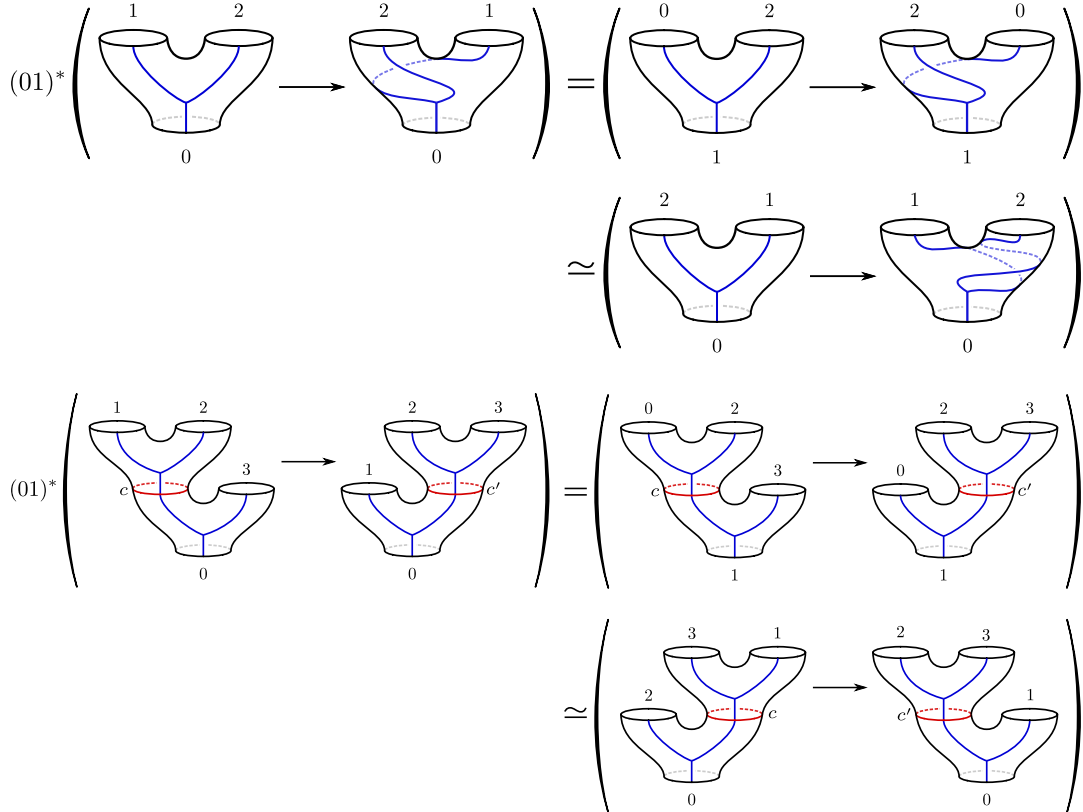 1 2 2 1 0 2 2 0
(01)* ( ) = ( )
0 0 1 1
2 1 1 2
≃ ( )
0 0
1 2 2 3 0 2 2 3
3 1 3 0
(01)* ( c c′ ) = ( c c′ )
0 0 1 1
3 1 2 3
2 1
≃ ( c c′ )
0 0